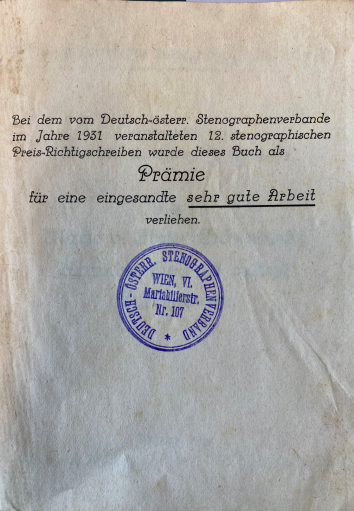 Bei dem vom Deutsch-österr. Stenographenverbande
im Jahre 1931 veranstalteten 12. stenographischen
Preis-Richtigschreiben wurde dieses Buch als
Prämie
für eine eingesandte sehr gute Arbeit
verliehen.
DEUTSCH-ÖSTERR. STENOGRAPHENVERBAND *
WIEN, VI.
Mariahilferstr.
Nr. 107